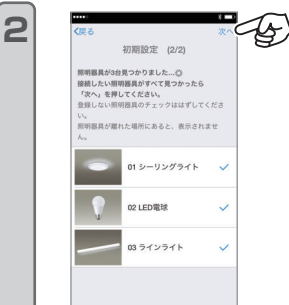 2
く戻る
次へ
初期設定 (2/2)
照明器具が3台見つかりました...
接続したい照明器具がすべて見つかったら
「次へ」を押してください。
登録しない照明器具のチェックははずしてくださ
い。
照明器具が離れた場所にあると、表示されませ
ん。
01 シーリングライト
02 LED電球
03 ラインライト